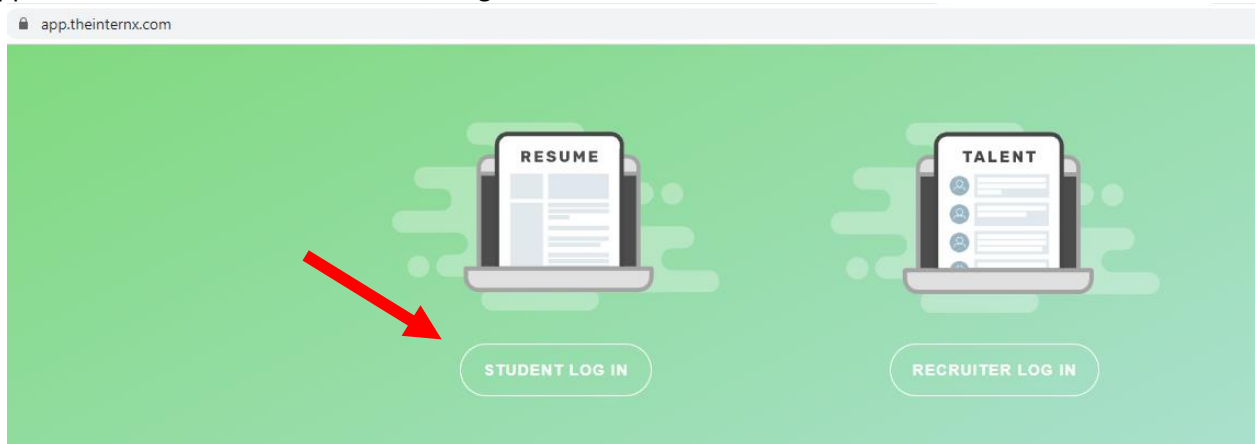 app.theinternx.com
RESUME
TALENT
STUDENT LOG IN
RECRUITER LOG IN